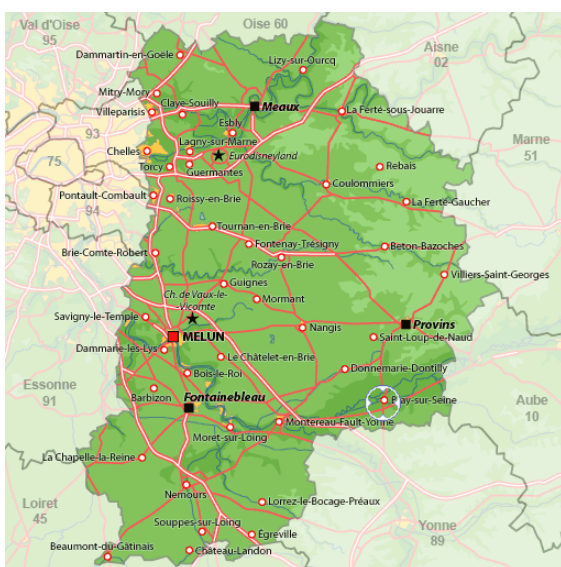 Val d'Oise
95
Oise 60
Aisne
02
Dammartin-en-Goële
Lizy-sur-Ourcq
Mitry-Mory
Claye-Souilly
Meaux
Villeparisis
La Ferté-sous-Jouarre
Esbly
93
Marne
51
Lagny-sur-Marne
Chelles
Eurodisneyland
75
Torcy
Guermantes
Rebais
Coulommiers
Pontault-Combault
Roissy-en-Brie
La Ferté-Gaucher
94
Tournan-en-Brie
Fontenay-Trésigny
Beton-Bazoches
Brie-Comte-Robert
Rozay-en-Brie
Villiers-Saint-Georges
Guignes
Ch. de Vaux-le-
Vicomte
Mormant
Savigny-le-Temple
Nangis
Provins
MELUN
Saint-Loup-de-Naud
Dammarie-les-Lys
Le Châtelet-en-Brie
Bois-le-Roi
Donnemarie-Dontilly
Essonne
91
Barbizon
Fontainebleau
Bray-sur-Seine
Aube
10
Moret-sur-Loing
Montereau-Fault-Yonne
La Chapelle-la-Reine
Nemours
Lorrez-le-Bocage-Préaux
Loiret
45
Souppes-sur-Loing
Égreville
Yonne
89
Beaumont-du-Gâtinais
Château-Landon